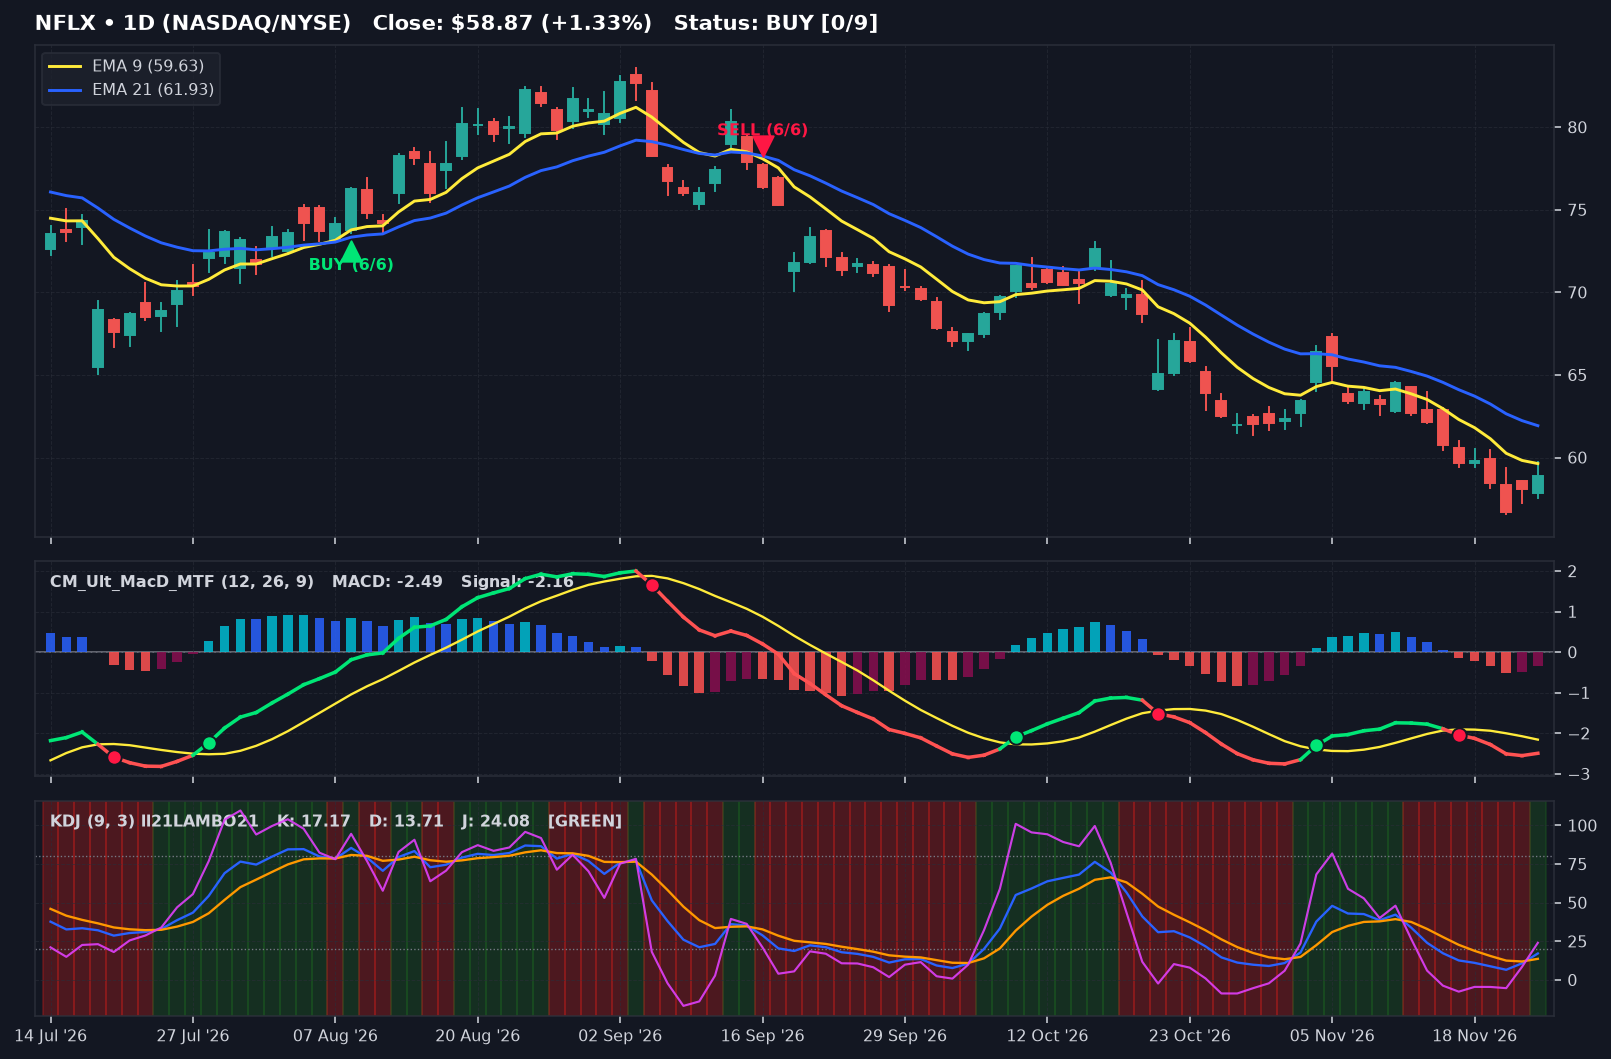 NFLX • 1D (NASDAQ/NYSE)   Close: $58.87 (+1.33%)   Status: BUY [0/9]
EMA 9 (59.63)
EMA 21 (61.93)
SELL (6/6)
BUY (6/6)
80
75
70
65
60
CM_Ult_MacD_MTF (12, 26, 9)   MACD: -2.49   Signal: -2.16
2
1
0
−1
−2
−3
KDJ (9, 3) II21LAMBO21   K: 17.17   D: 13.71   J: 24.08   [GREEN]
100
75
50
25
0
14 Jul '26
27 Jul '26
07 Aug '26
20 Aug '26
02 Sep '26
16 Sep '26
29 Sep '26
12 Oct '26
23 Oct '26
05 Nov '26
18 Nov '26